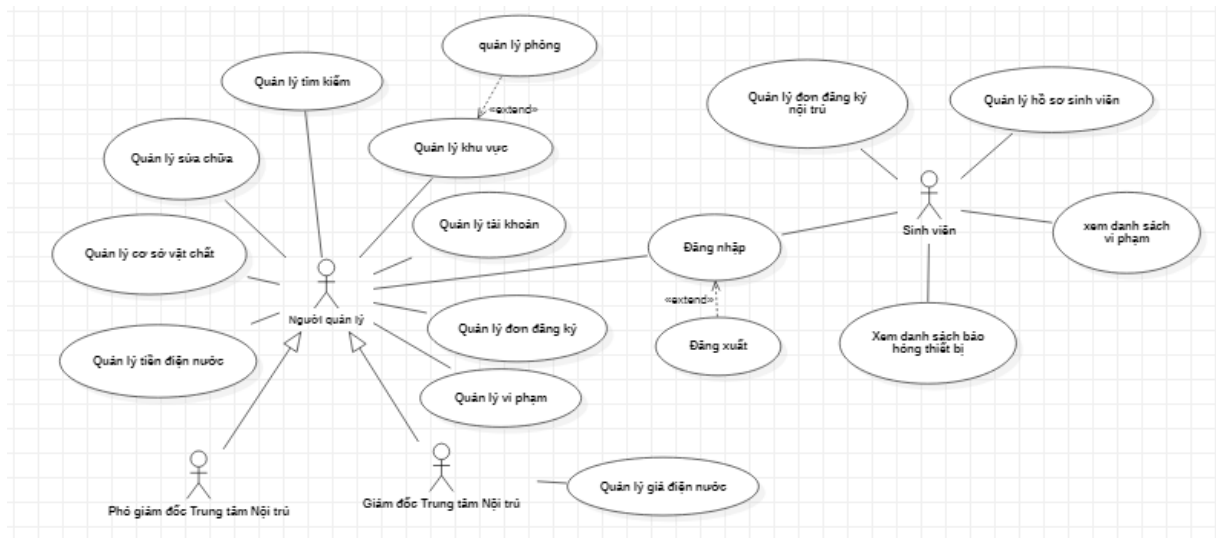 quản lý phòng
Quản lý tìm kiếm
«extend»
Quản lý khu vực
Quản lý sửa chữa
Quản lý tài khoản
Quản lý cơ sở vật chất
Người quản lý
Quản lý đơn đăng ký
Quản lý tiền điện nước
Quản lý vi phạm
Phó giám đốc Trung tâm Nội trú
Giám đốc Trung tâm Nội trú
Quản lý giá điện nước
Đăng nhập
«extend»
Đăng xuất
Quản lý đơn đăng ký
nội trú
Quản lý hồ sơ sinh viên
Sinh viên
xem danh sách
vi phạm
Xem danh sách báo
hỏng thiết bị